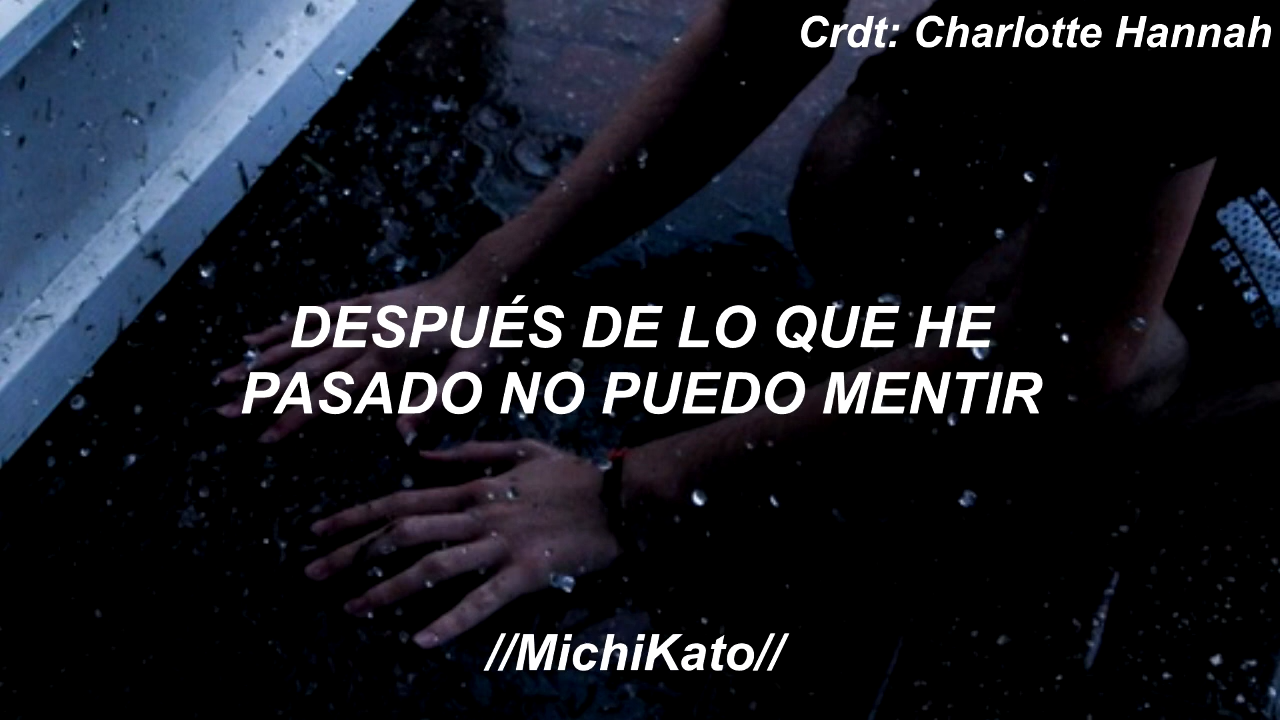 Crdt: Charlotte Hannah
DESPUÉS DE LO QUE HE
PASADO NO PUEDO MENTIR
//MichiKato//